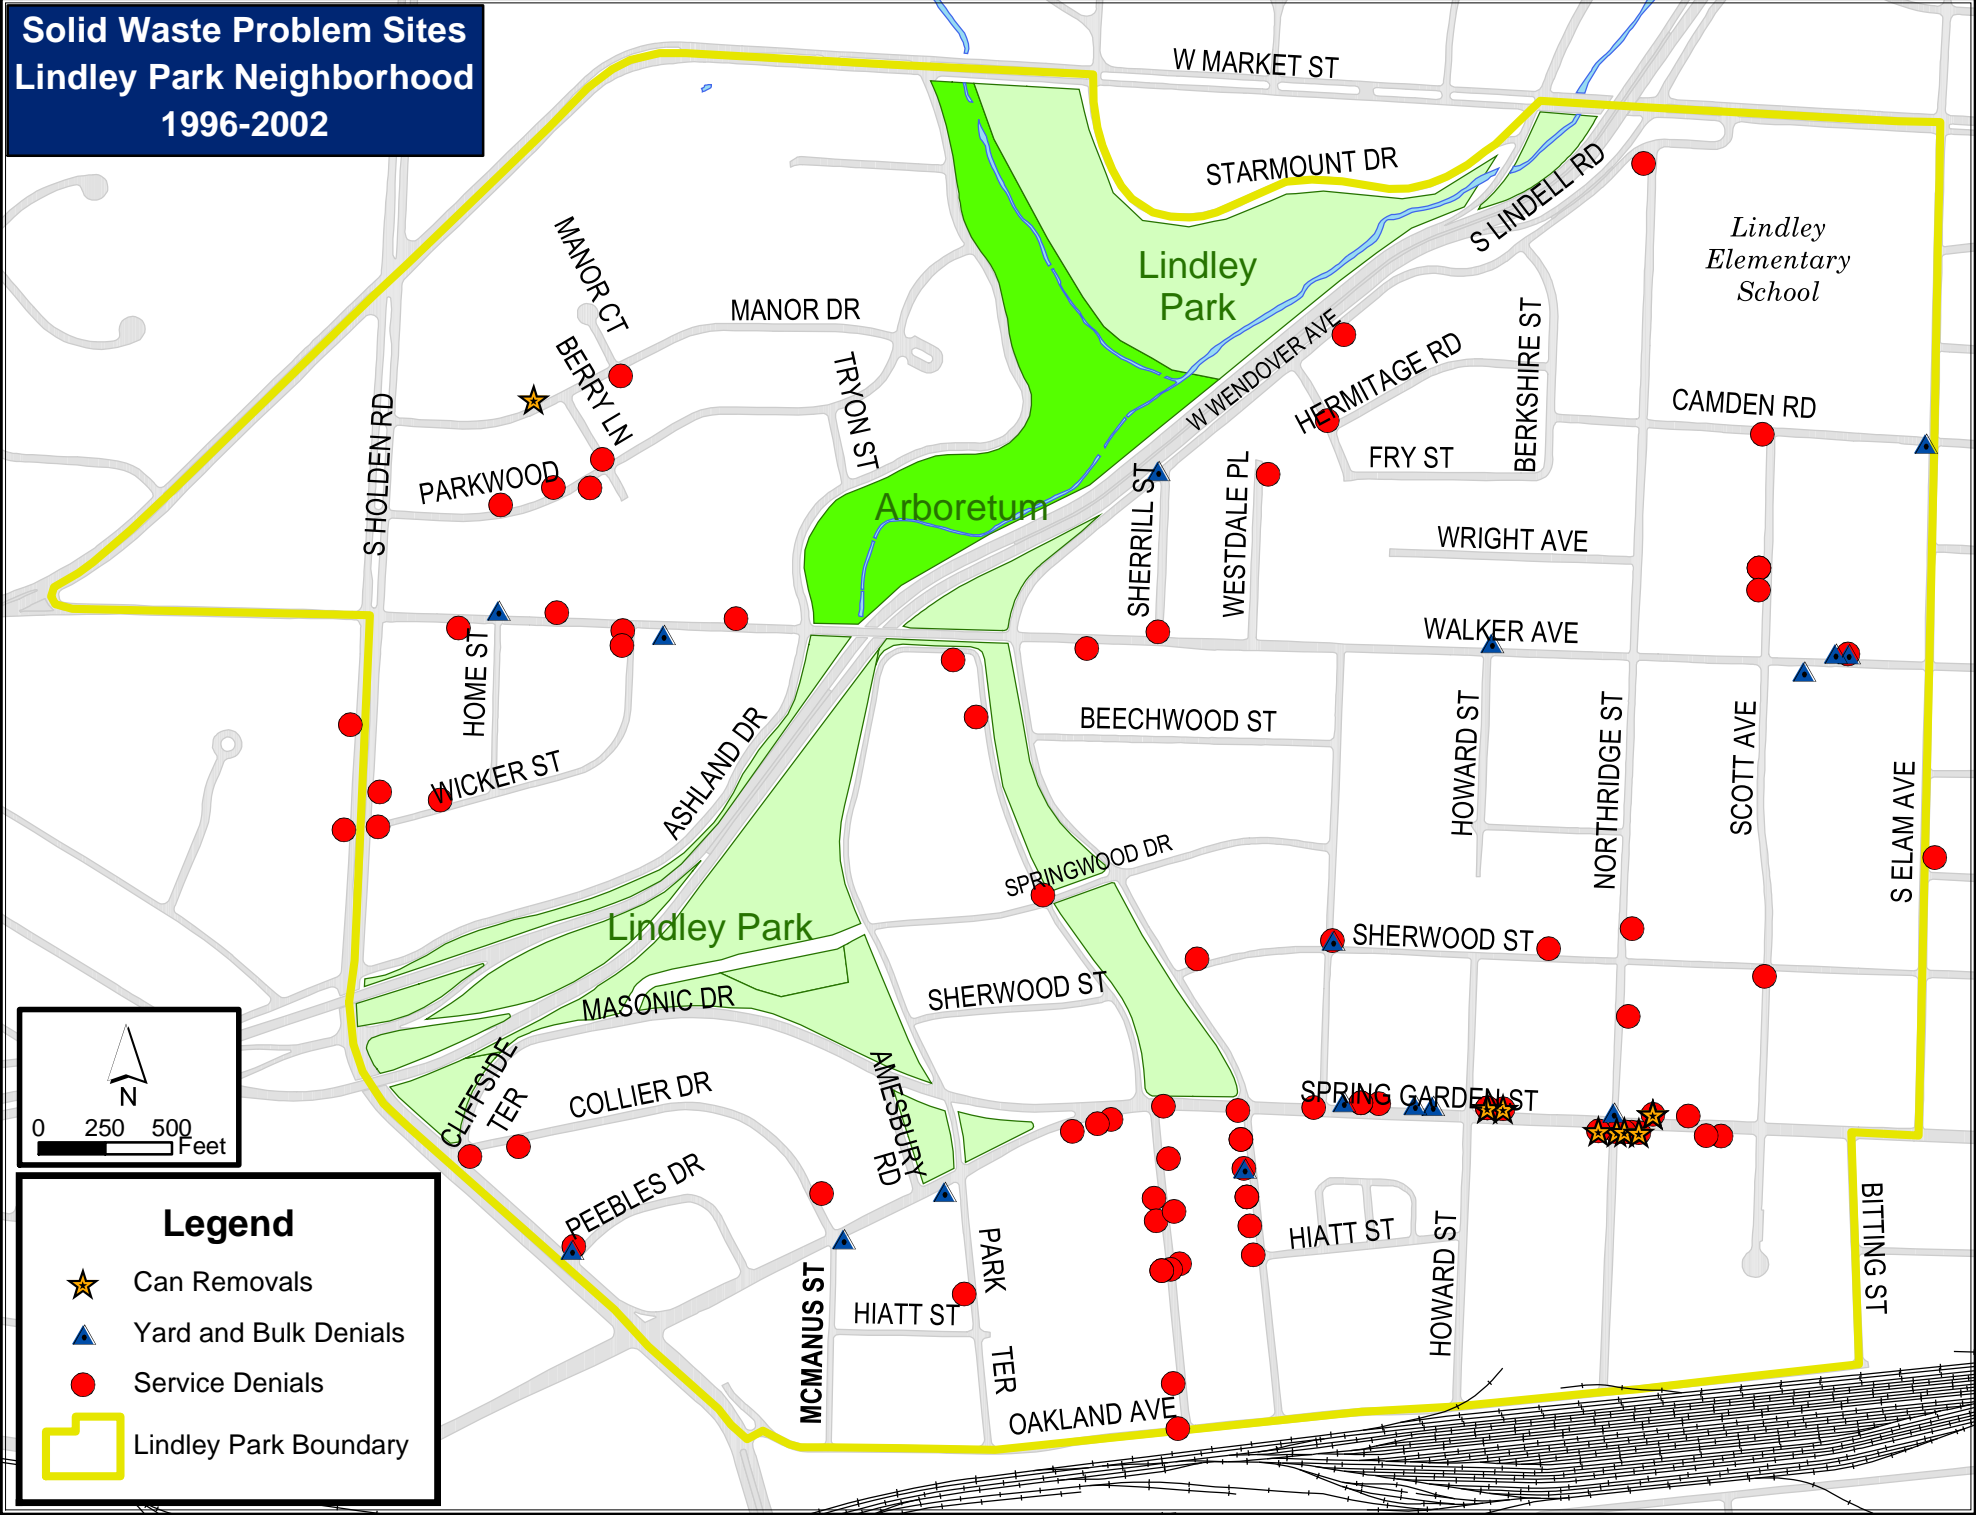 Solid Waste Problem Sites
Lindley Park Neighborhood
1996-2002
W MARKET ST
STARMOUNT DR
S LINDELL RD
Lindley
Elementary
School
Lindley
Park
MANOR CT
MANOR DR
BERRY LN
TRYON ST
W WENDOVER AVE
HERMITAGE RD
BERKSHIRE ST
CAMDEN RD
S HOLDEN RD
PARKWOOD
FRY ST
Arboretum
SHERRILL ST
WESTDALE PL
WRIGHT AVE
WALKER AVE
HOME ST
BEECHWOOD ST
HOWARD ST
NORTHRIDGE ST
SCOTT AVE
S ELAM AVE
WICKER ST
ASHLAND DR
SPRINGWOOD DR
Lindley Park
SHERWOOD ST
SHERWOOD ST
MASONIC DR
CLIFFSIDE
TER
COLLIER DR
AMESBURY
RD
SPRING GARDEN ST
PEEBLES DR
PARK
TER
HIATT ST
HOWARD ST
BITTING ST
MCMANUS ST
HIATT ST
OAKLAND AVE
N
0 250 500
Feet
Legend
Can Removals
Yard and Bulk Denials
Service Denials
Lindley Park Boundary